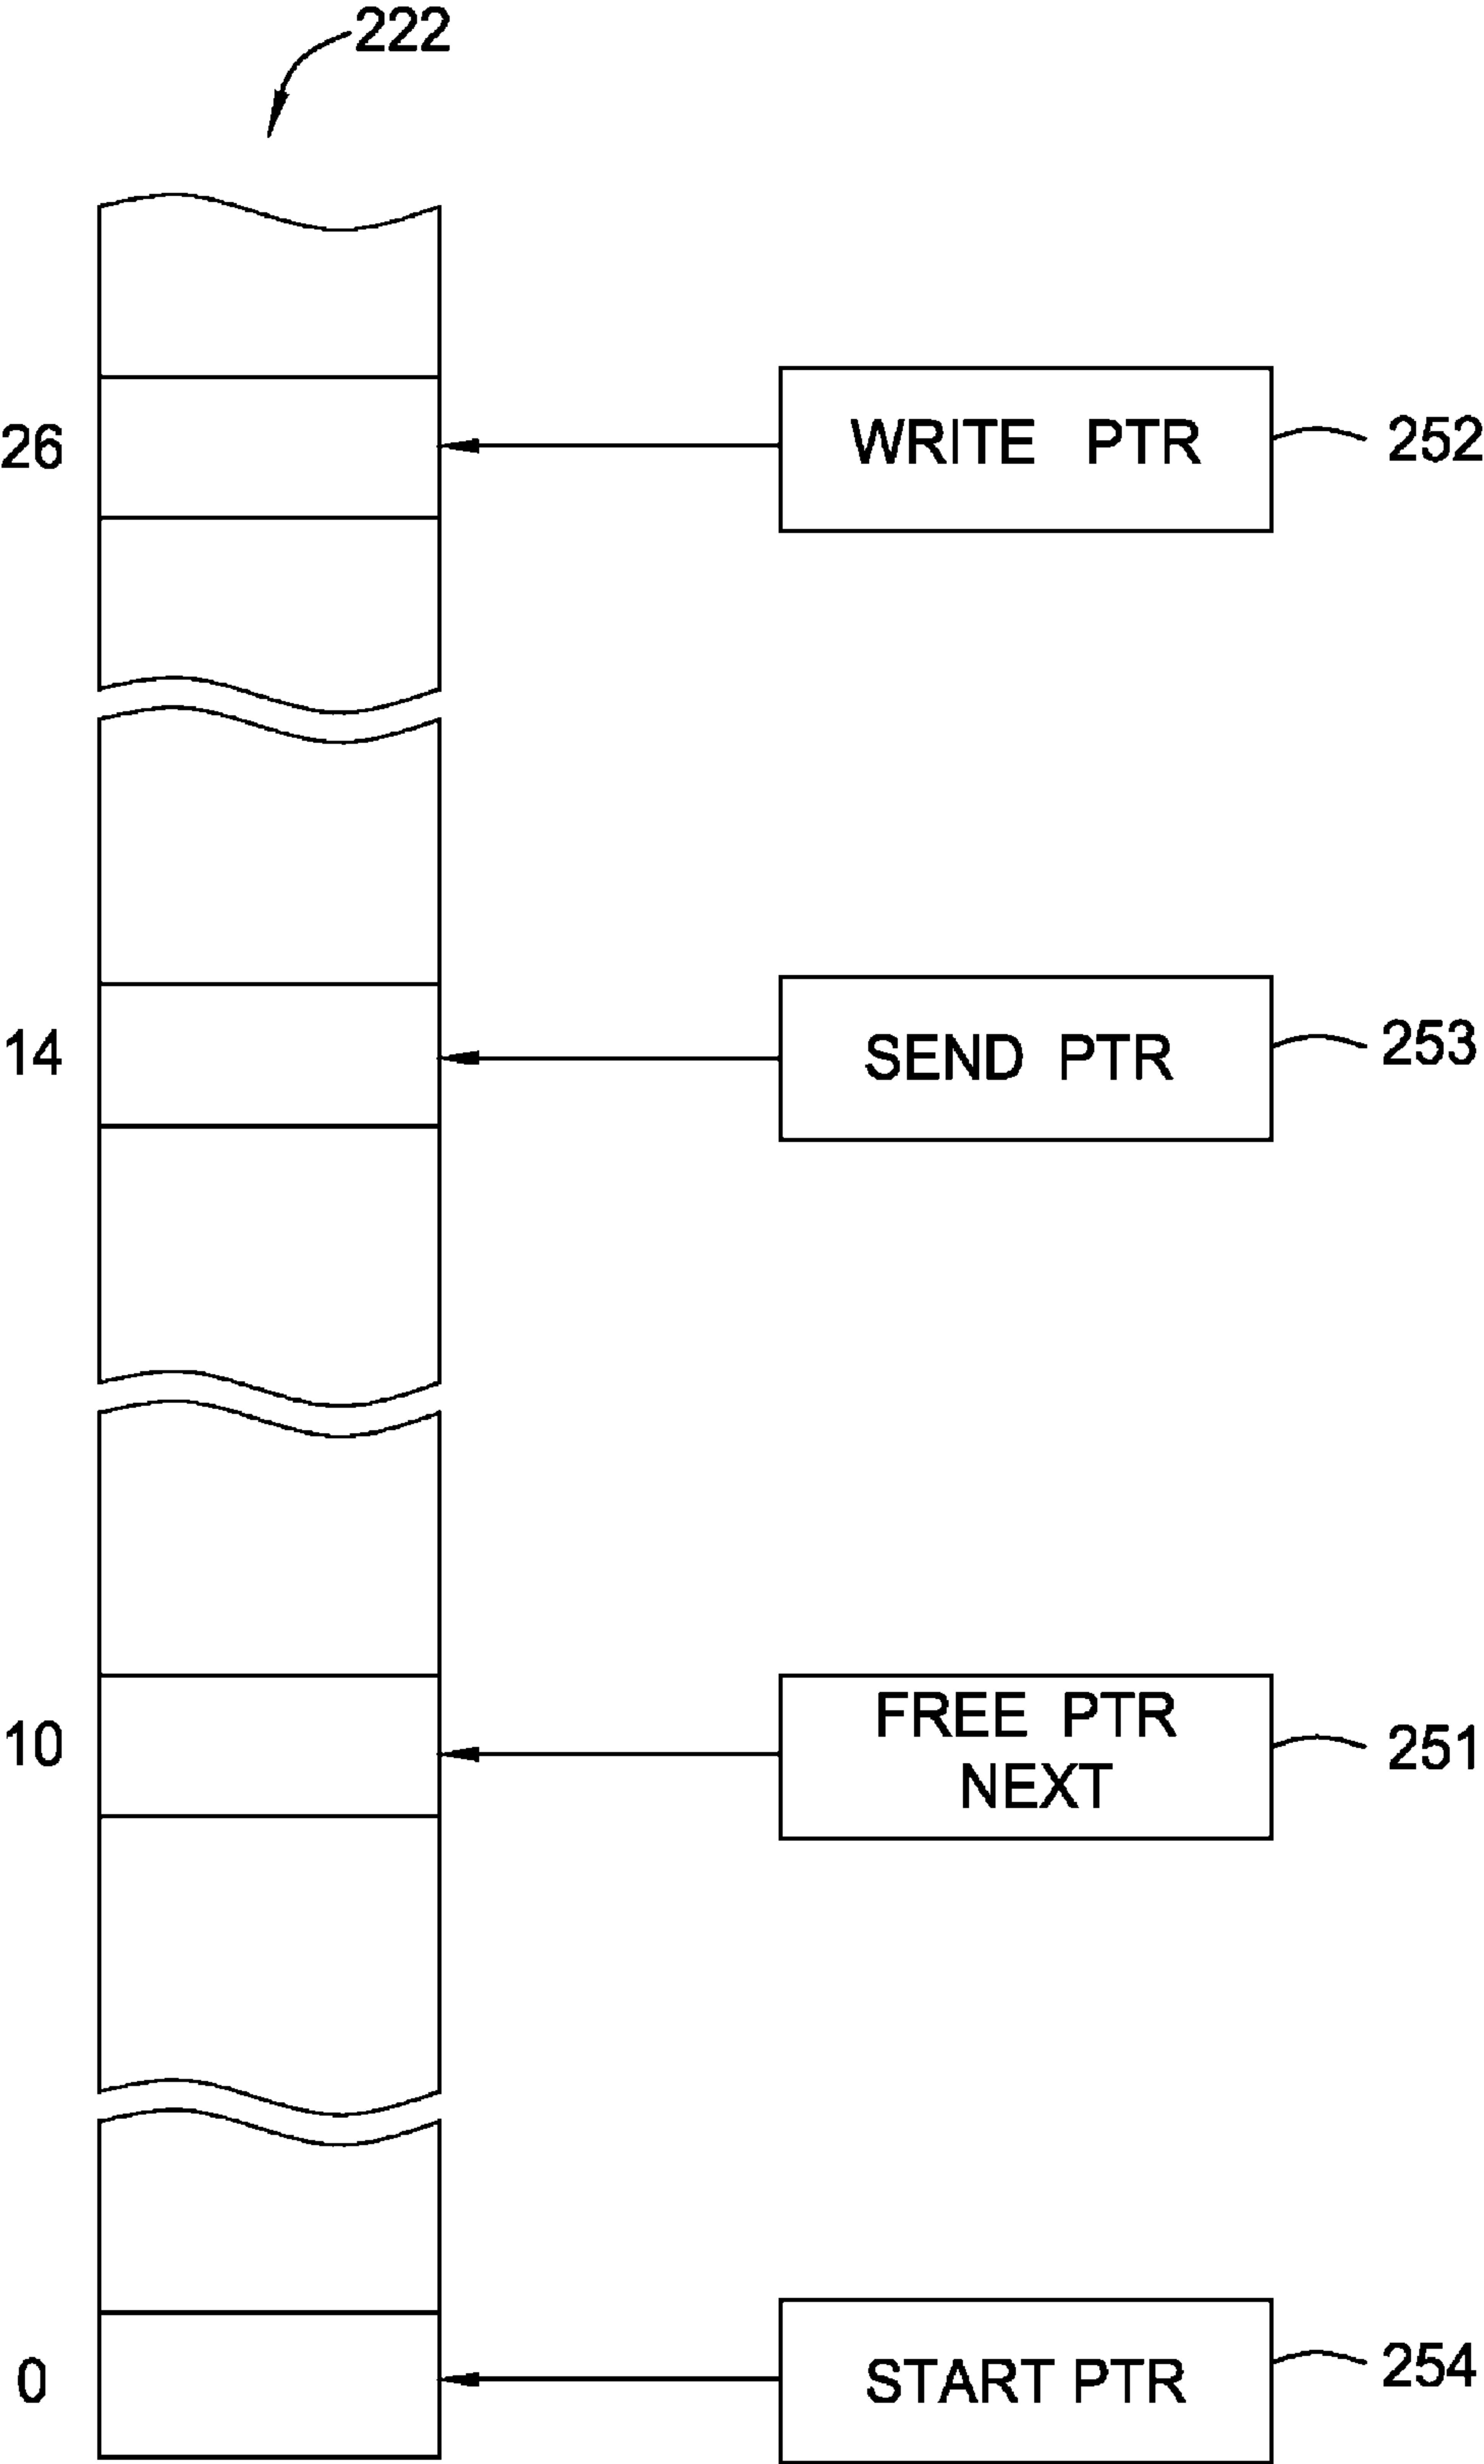 222
26 WRITE PTR 252
14 SEND PTR 253
10 FREE PTR NEXT 251
0 START PTR 254